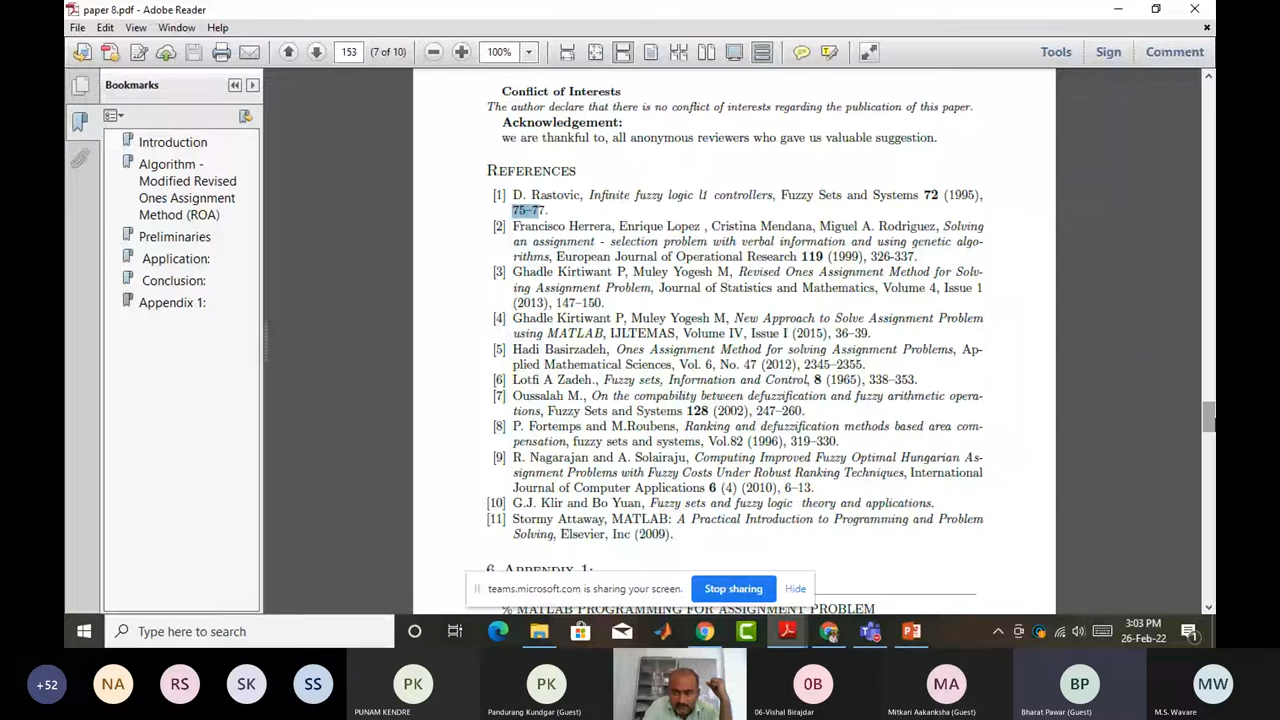 paper 8.pdf - Adobe Reader
File Edit View Window Help
153 (7 of 10) 100% Tools Sign Comment
Bookmarks
Introduction
Algorithm -
Modified Revised
Ones Assignment
Method (ROA)
Preliminaries
Application:
Conclusion:
Appendix 1:
Conflict of Interests
The author declare that there is no conflict of interests regarding the publication of this paper.
Acknowledgement:
we are thankful to, all anonymous reviewers who gave us valuable suggestion.
References
[1] D. Rastovic, Infinite fuzzy logic l1 controllers, Fuzzy Sets and Systems 72 (1995),
75–77.
[2] Francisco Herrera, Enrique Lopez , Cristina Mendana, Miguel A. Rodriguez, Solving
an assignment - selection problem with verbal information and using genetic algo-
rithms, European Journal of Operational Research 119 (1999), 326-337.
[3] Ghadle Kirtiwant P, Muley Yogesh M, Revised Ones Assignment Method for Solv-
ing Assignment Problem, Journal of Statistics and Mathematics, Volume 4, Issue 1
(2013), 147–150.
[4] Ghadle Kirtiwant P, Muley Yogesh M, New Approach to Solve Assignment Problem
using MATLAB, IJLTEMAS, Volume IV, Issue I (2015), 36–39.
[5] Hadi Basirzadeh, Ones Assignment Method for solving Assignment Problems, Ap-
plied Mathematical Sciences, Vol. 6, No. 47 (2012), 2345–2355.
[6] Lotfi A Zadeh., Fuzzy sets, Information and Control, 8 (1965), 338–353.
[7] Oussalah M., On the compability between defuzzification and fuzzy arithmetic opera-
tions, Fuzzy Sets and Systems 128 (2002), 247–260.
[8] P. Fortemps and M.Roubens, Ranking and defuzzification methods based area com-
pensation, fuzzy sets and systems, Vol.82 (1996), 319–330.
[9] R. Nagarajan and A. Solairaju, Computing Improved Fuzzy Optimal Hungarian As-
signment Problems with Fuzzy Costs Under Robust Ranking Techniques, International
Journal of Computer Applications 6 (4) (2010), 6–13.
[10] G.J. Klir and Bo Yuan, Fuzzy sets and fuzzy logic theory and applications.
[11] Stormy Attaway, MATLAB: A Practical Introduction to Programming and Problem
Solving, Elsevier, Inc (2009).
6. Appendix 1:
teams.microsoft.com is sharing your screen. Stop sharing Hide
% MATLAB PROGRAMMING FOR ASSIGNMENT PROBLEM
Type here to search
3:03 PM
26-Feb-22
+52 NA RS SK SS PK PK 0B MA BP MW
PUNAM KENDRE Pandurang Kundgar (Guest) 06-Vishal Birajdar Mitkari Aakanksha (Guest) Bharat Pawar (Guest) M.S. Wavare